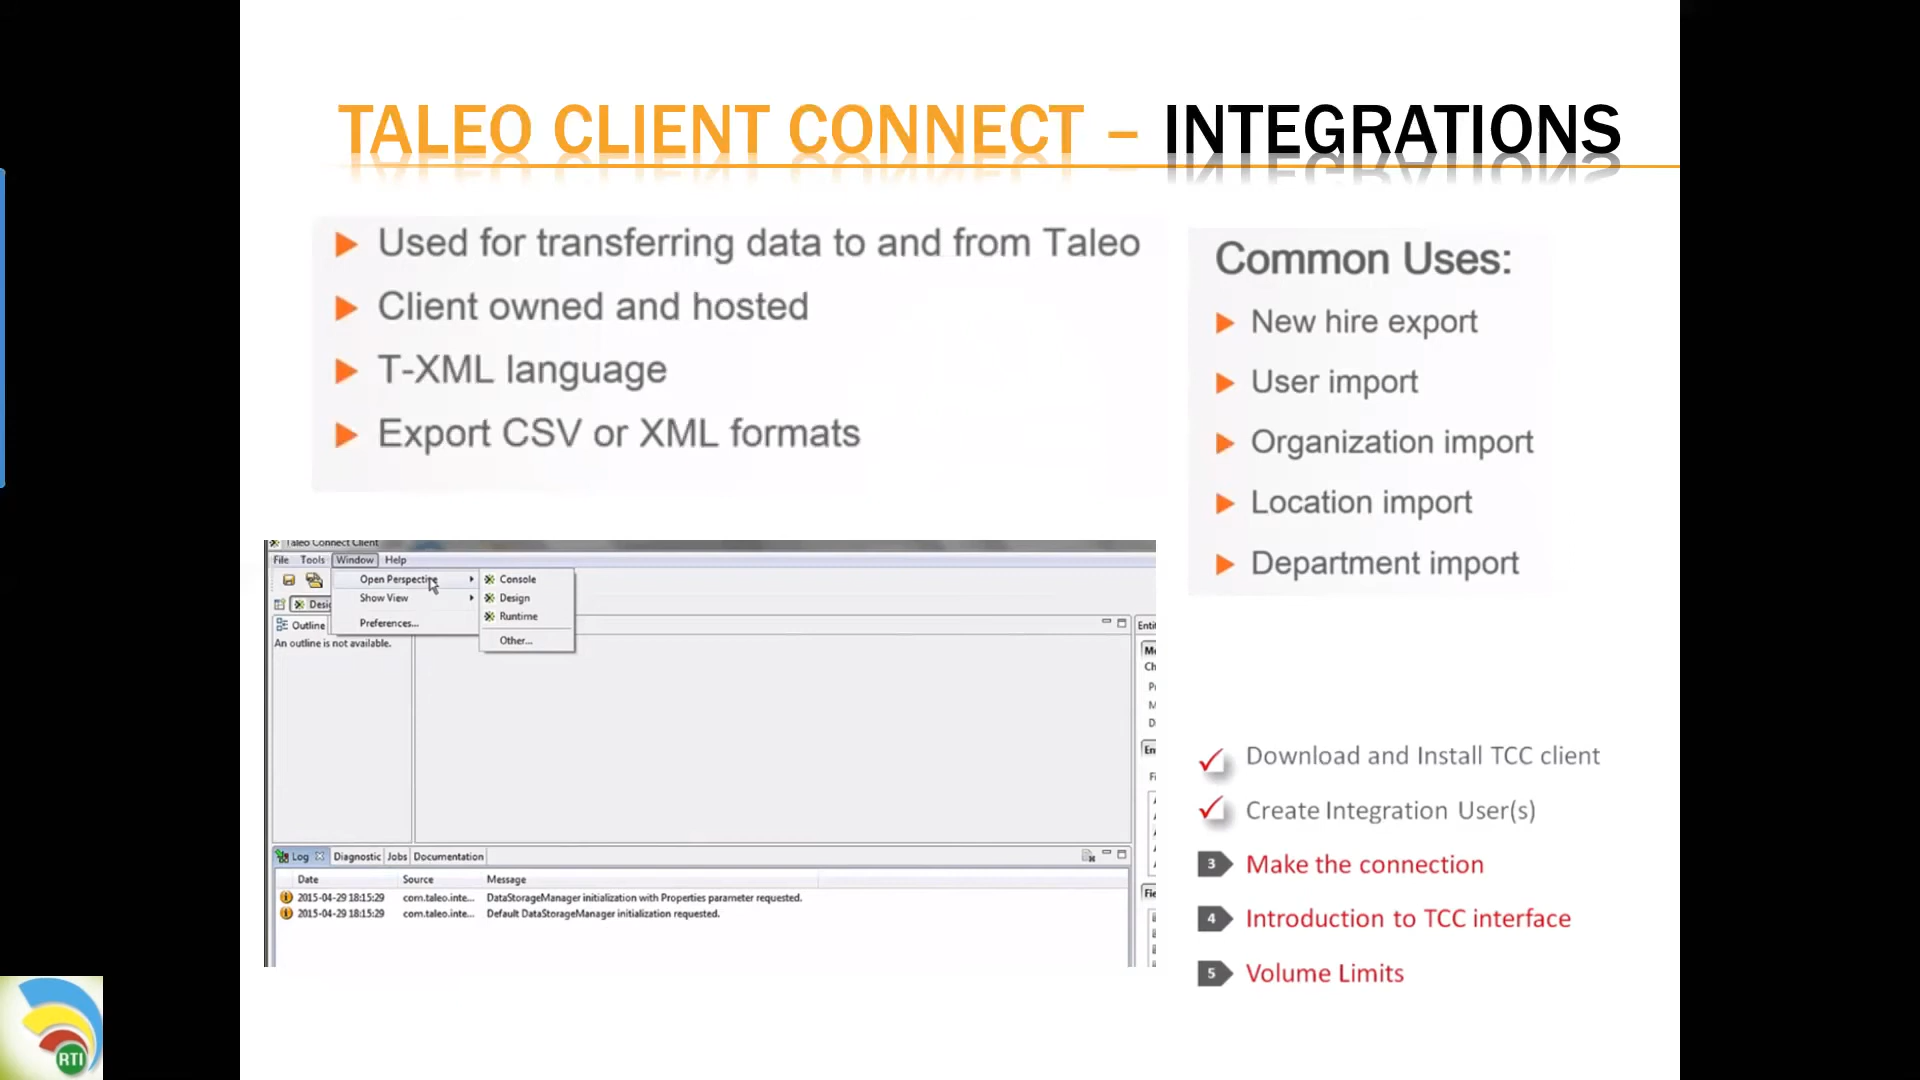 TALEO CLIENT CONNECT – INTEGRATIONS
Used for transferring data to and from Taleo
Client owned and hosted
T-XML language
Export CSV or XML formats
Common Uses:
New hire export
User import
Organization import
Location import
Department import
Taleo Connect Client
File Tools Window Help
Open Perspective
Show View
Preferences...
Console
Design
Runtime
Other...
Outline
An outline is not available.
Log Diagnostic Jobs Documentation
Date Source Message
2015-04-29 18:15:29 com.taleo.inte... DataStorageManager initialization with Properties parameter requested.
2015-04-29 18:15:29 com.taleo.inte... Default DataStorageManager initialization requested.
Download and Install TCC client
Create Integration User(s)
3 Make the connection
4 Introduction to TCC interface
5 Volume Limits
RTI